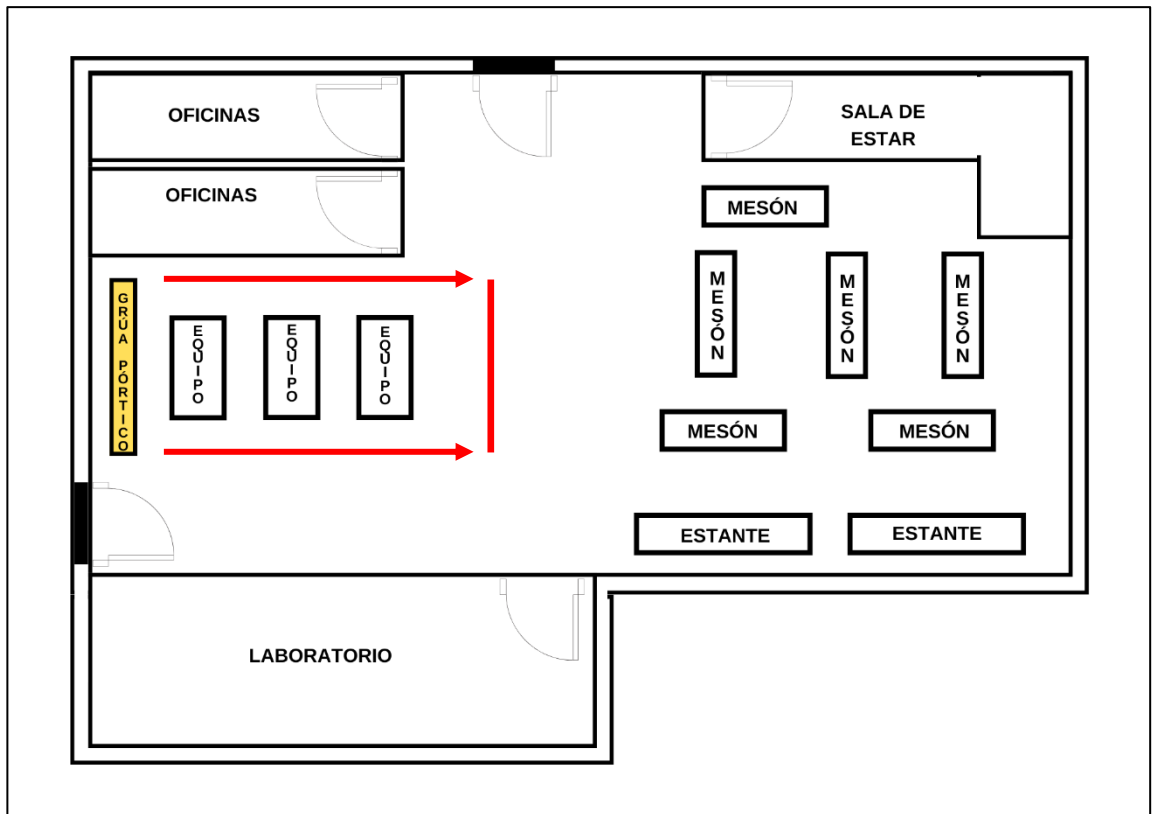 OFICINAS
SALA DE
ESTAR
OFICINAS
MESÓN
GRÚA PÓRTICO
EQUIPO
EQUIPO
EQUIPO
MESÓN
MESÓN
MESÓN
MESÓN
MESÓN
ESTANTE
ESTANTE
LABORATORIO